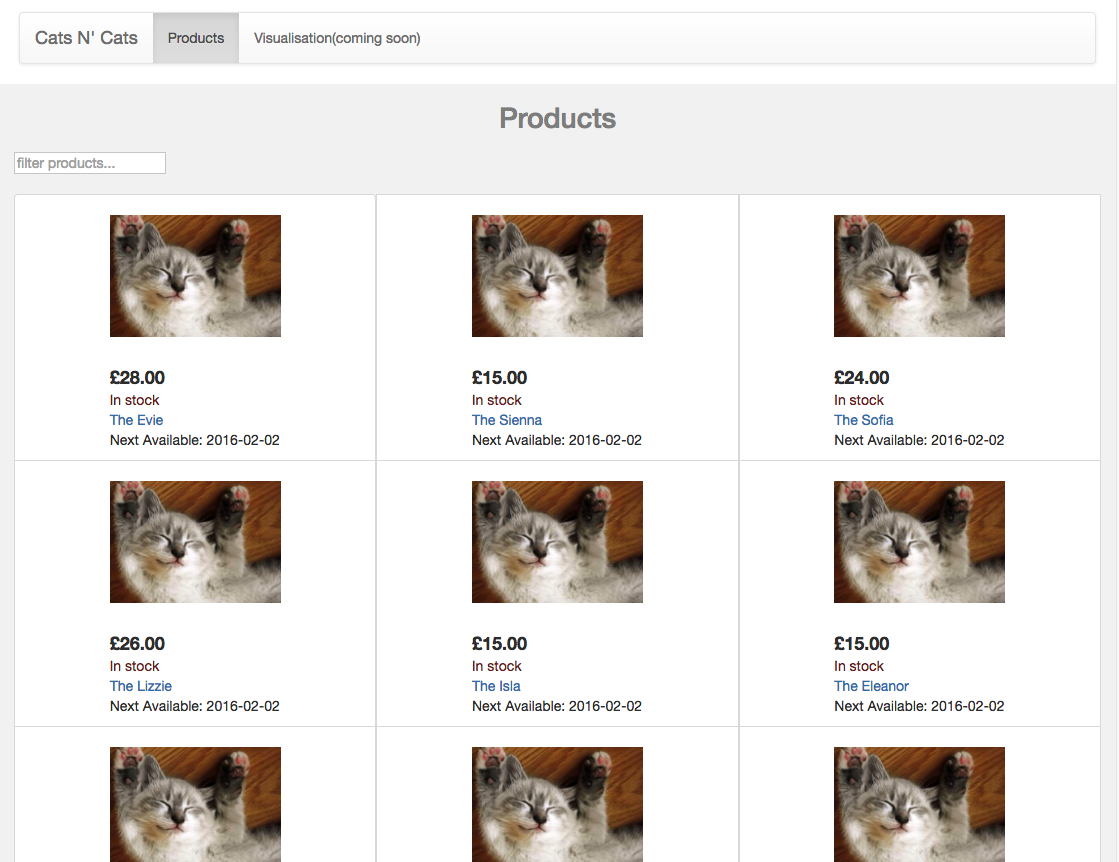 Cats N' Cats Products Visualisation(coming soon)
Products
filter products...
£28.00
In stock
The Evie
Next Available: 2016-02-02
£15.00
In stock
The Sienna
Next Available: 2016-02-02
£24.00
In stock
The Sofia
Next Available: 2016-02-02
£26.00
In stock
The Lizzie
Next Available: 2016-02-02
£15.00
In stock
The Isla
Next Available: 2016-02-02
£15.00
In stock
The Eleanor
Next Available: 2016-02-02